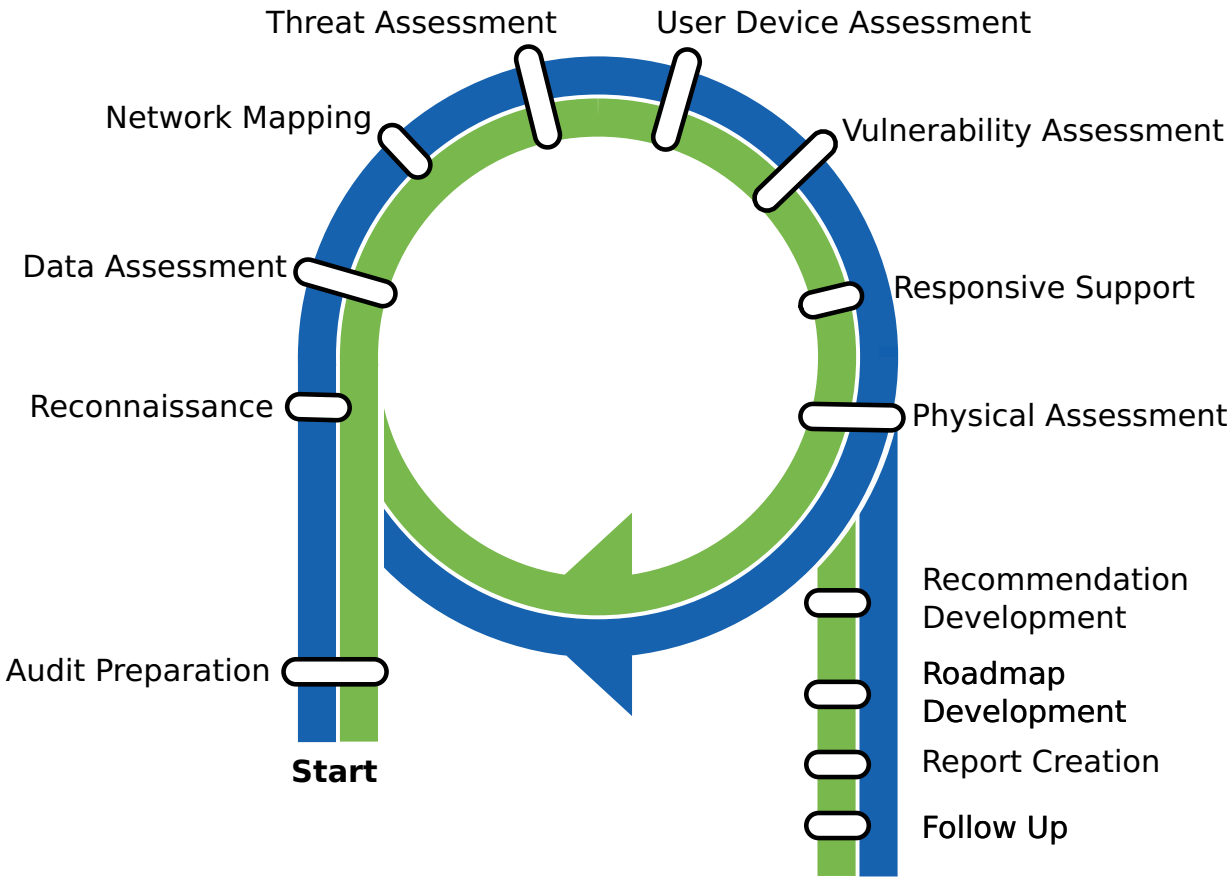 Threat Assessment
User Device Assessment
Network Mapping
Vulnerability Assessment
Data Assessment
Responsive Support
Reconnaissance
Physical Assessment
Recommendation
Development
Audit Preparation
Roadmap
Development
Start
Report Creation
Follow Up